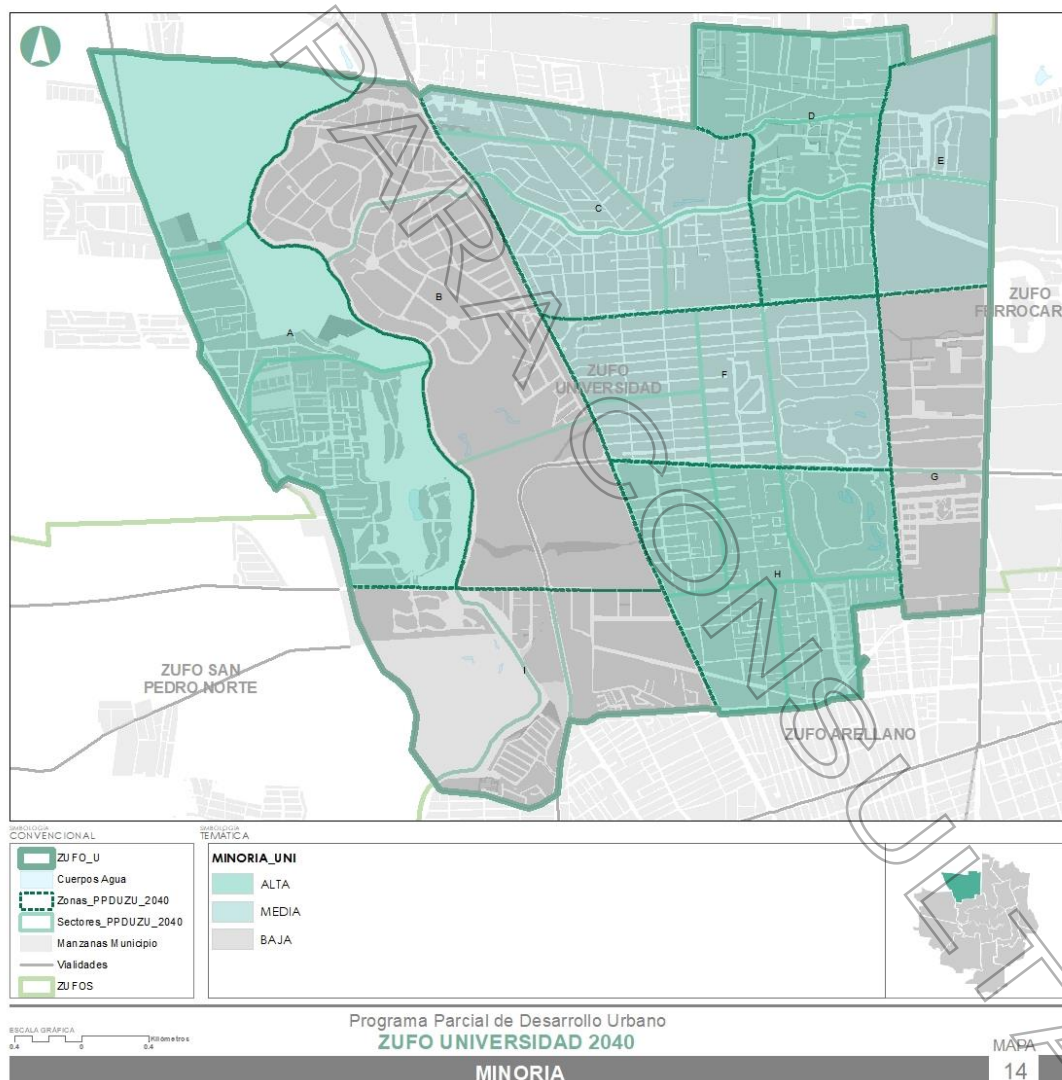 D
E
C
ZUFO
FERROCAR
B
A
ZUFO
UNIVERSIDAD
F
G
H
I
ZUFO SAN
PEDRO NORTE
ZUFO ARELLANO
PARA CONSULTA
SIMBOLOGÍA
CONVENCIONAL
ZUFO_U
Cuerpos Agua
Zonas_PPDUZU_2040
Sectores_PPDUZU_2040
Manzanas Municipio
Vialidades
ZUFOS
SIMBOLOGÍA
TEMÁTICA
MINORIA_UNI
ALTA
MEDIA
BAJA
ESCALA GRÁFICA
0.4 0 0.4 Kilómetros
Programa Parcial de Desarrollo Urbano
ZUFO UNIVERSIDAD 2040
MINORIA
MAPA
14